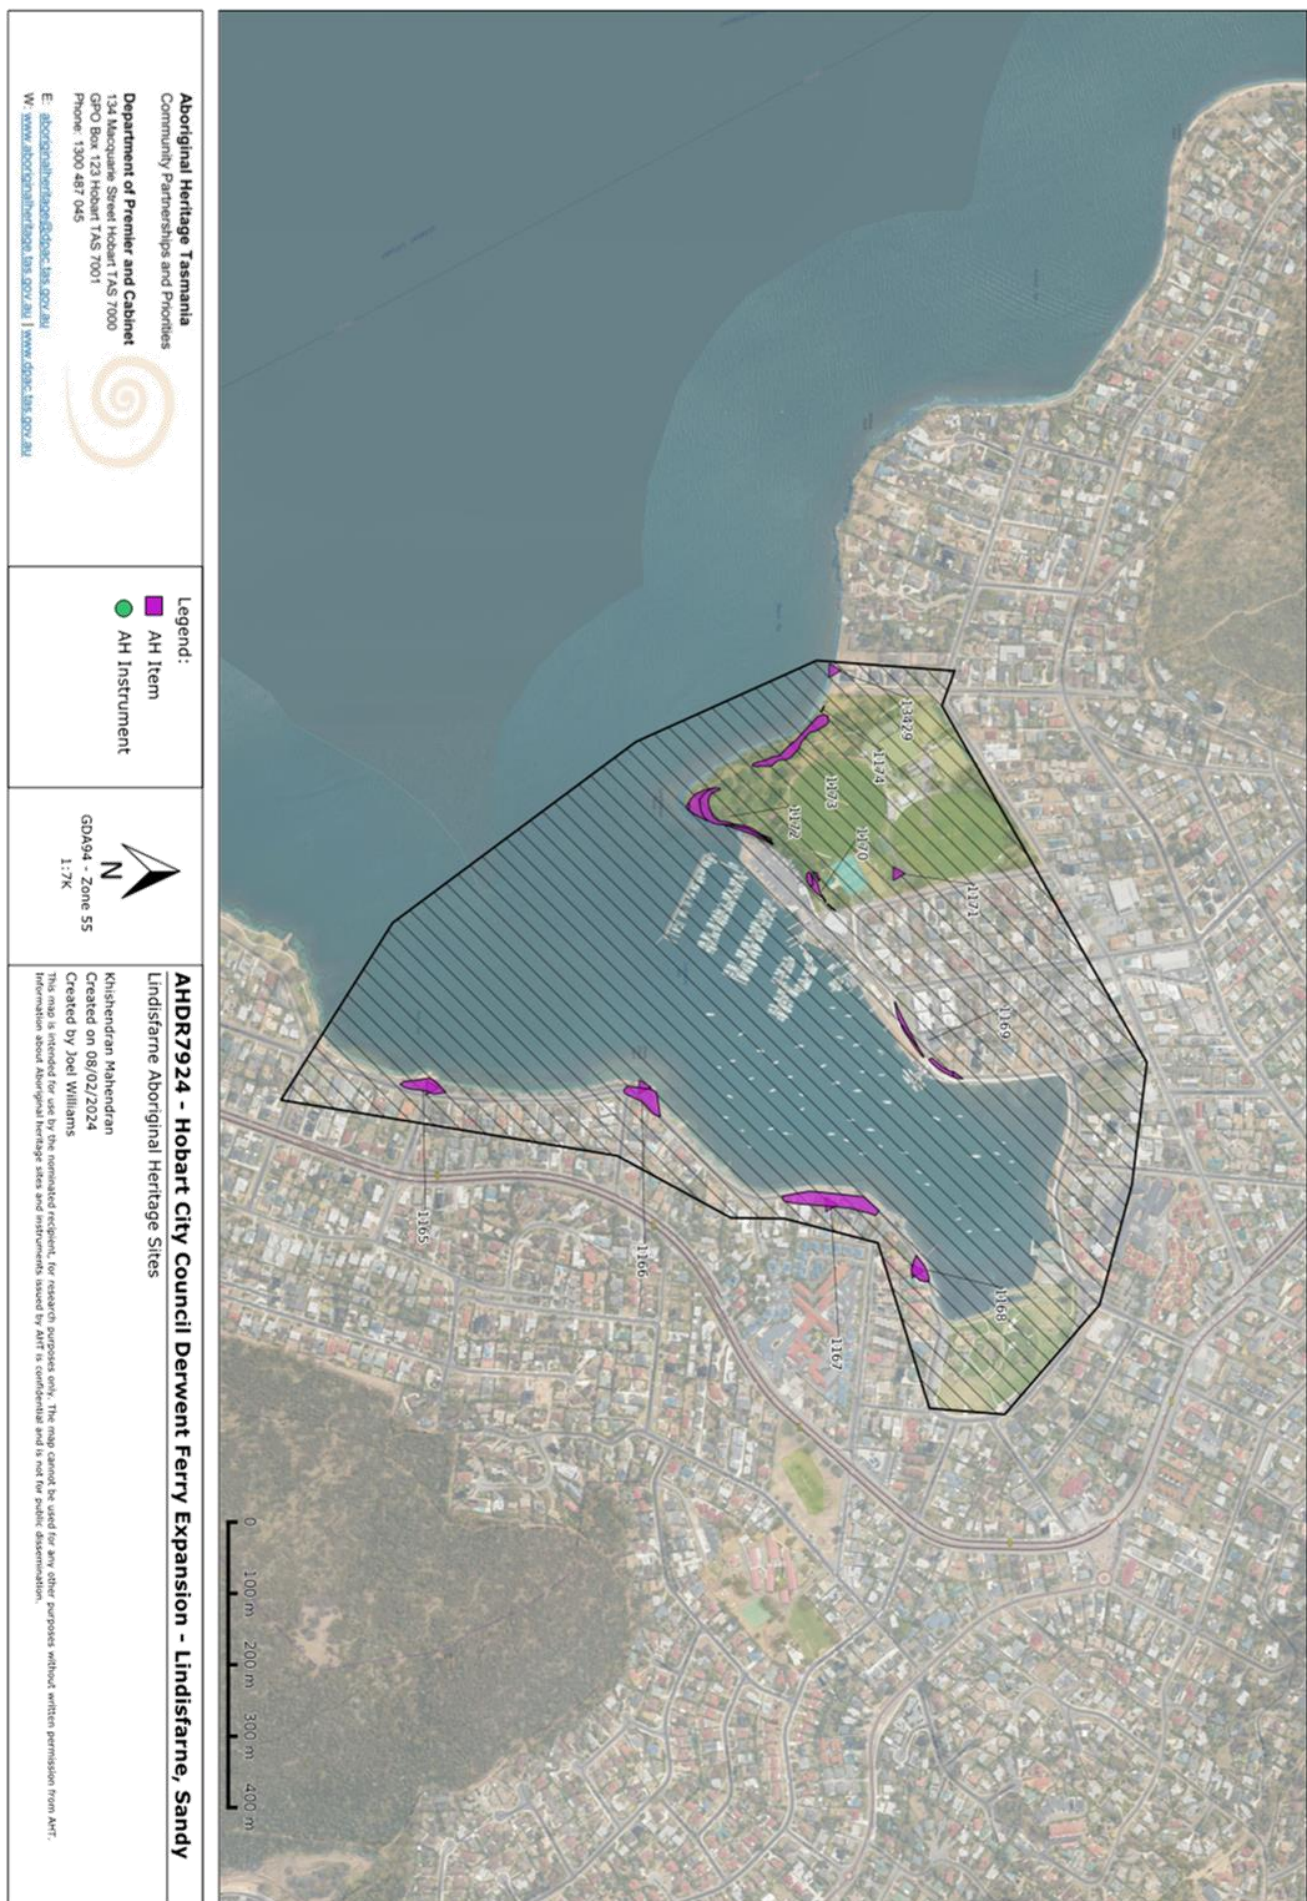 Aboriginal Heritage Tasmania
Community Partnerships and Priorities
Department of Premier and Cabinet
134 Macquarie Street Hobart TAS 7000
GPO Box 123 Hobart TAS 7001
Phone: 1300 487 045
E: aboriginalheritage@dpac.tas.gov.au
W: www.aboriginalheritage.tas.gov.au | www.dpac.tas.gov.au
Legend:
AH Item
AH Instrument
N
GDA94 - Zone 55
1:7K
AHDR7924 - Hobart City Council Derwent Ferry Expansion - Lindisfarne, Sandy
Lindisfarne Aboriginal Heritage Sites
Khishendran Mahendran
Created on 08/02/2024
Created by Joel Williams
This map is intended for use by the nominated recipient, for research purposes only. The map cannot be used for any other purposes without written permission from AHT.
Information about Aboriginal heritage sites and instruments issued by AHT is confidential and is not for public dissemination.
13429
1174
1173
1172
1170
1171
1169
1165
1166
1167
1168
0
100 m
200 m
300 m
400 m